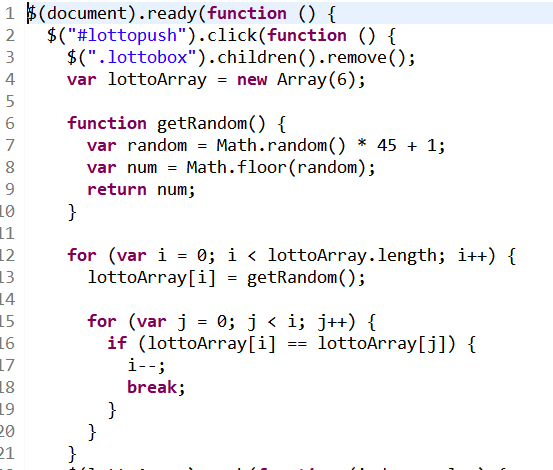 1 $(document).ready(function () {
2   $("#lottopush").click(function () {
3     $(".lottobox").children().remove();
4     var lottoArray = new Array(6);
5
6     function getRandom() {
7       var random = Math.random() * 45 + 1;
8       var num = Math.floor(random);
9       return num;
10     }
11
12     for (var i = 0; i < lottoArray.length; i++) {
13       lottoArray[i] = getRandom();
14
15       for (var j = 0; j < i; j++) {
16         if (lottoArray[i] == lottoArray[j]) {
17           i--;
18           break;
19         }
20       }
21     }